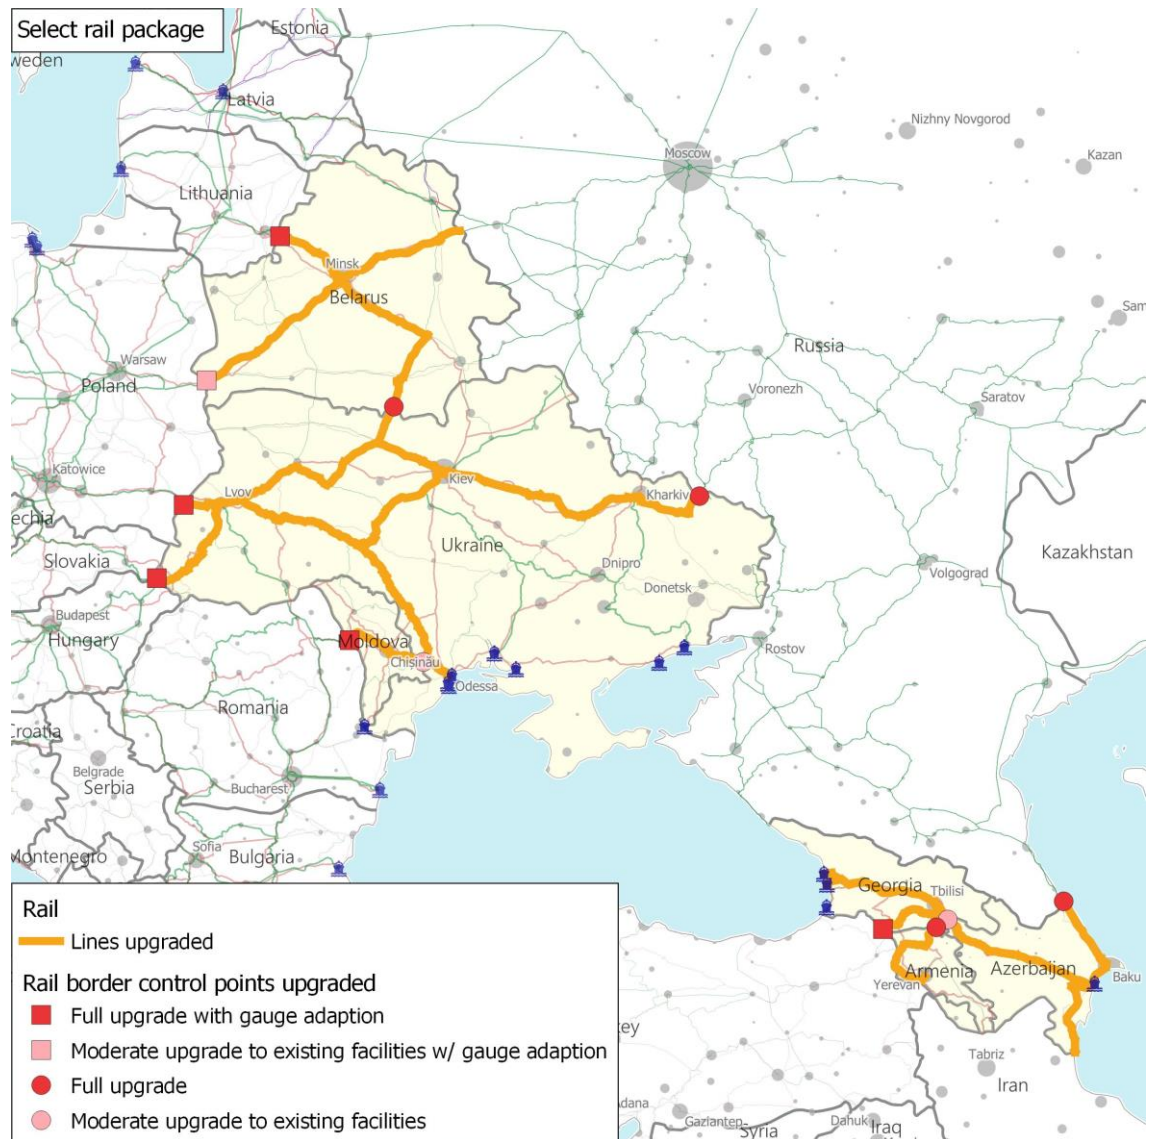 Select rail package
Estonia
weden
Latvia
Nizhny Novgorod
Moscow
Kazan
Lithuania
Minsk
Belarus
Sam
Warsaw
Russia
Poland
Voronezh
Saratov
Katowice
Lvov
Kiev
Kharkiv
echia
Ukraine
Slovakia
Kazakhstan
Dnipro
Volgograd
Donetsk
Budapest
Hungary
Moldova
Rostov
Chișinău
Odessa
Romania
Croatia
Belgrade
Serbia
Bucharest
Sofia
Bulgaria
Montenegro
Georgia
Tbilisi
Armenia
Azerbaijan
Baku
Yerevan
key
Tabriz
Iran
Adana
Gaziantep
Syria
Dahuk
Iraq
Rail
Lines upgraded
Rail border control points upgraded
Full upgrade with gauge adaption
Moderate upgrade to existing facilities w/ gauge adaption
Full upgrade
Moderate upgrade to existing facilities